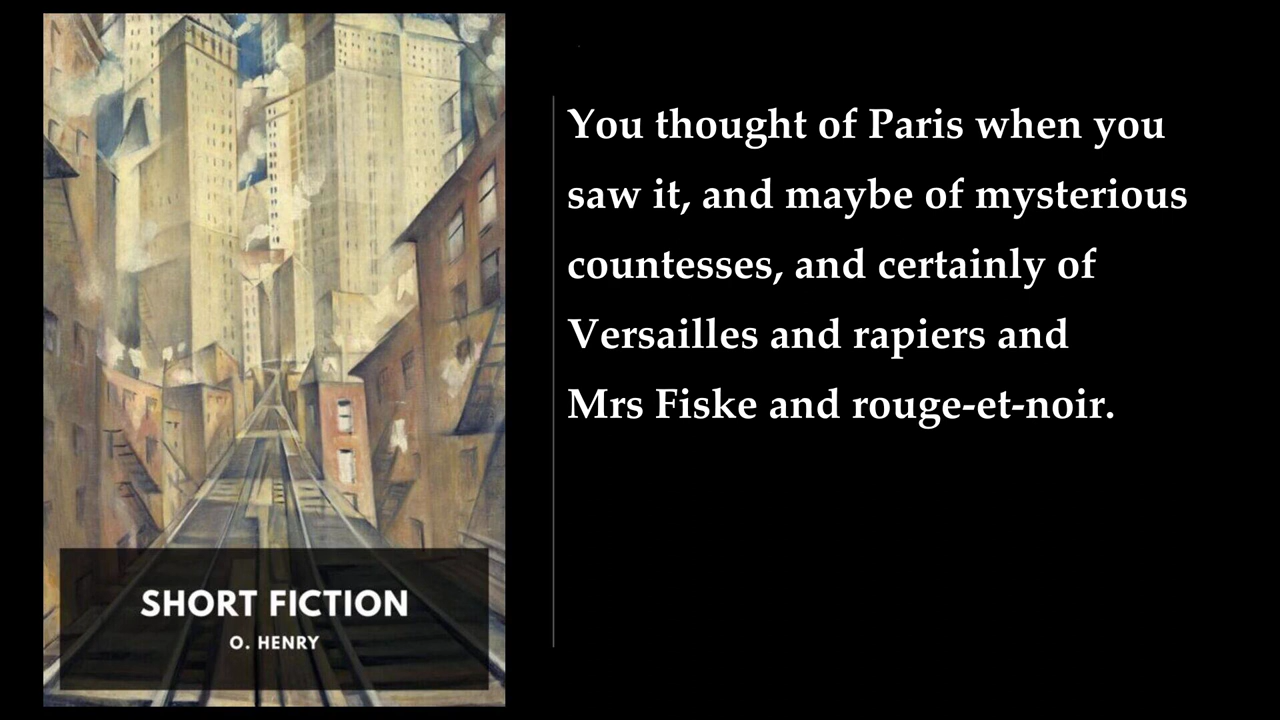 You thought of Paris when you
saw it, and maybe of mysterious
countesses, and certainly of
Versailles and rapiers and
Mrs Fiske and rouge-et-noir.
SHORT FICTION
O. HENRY